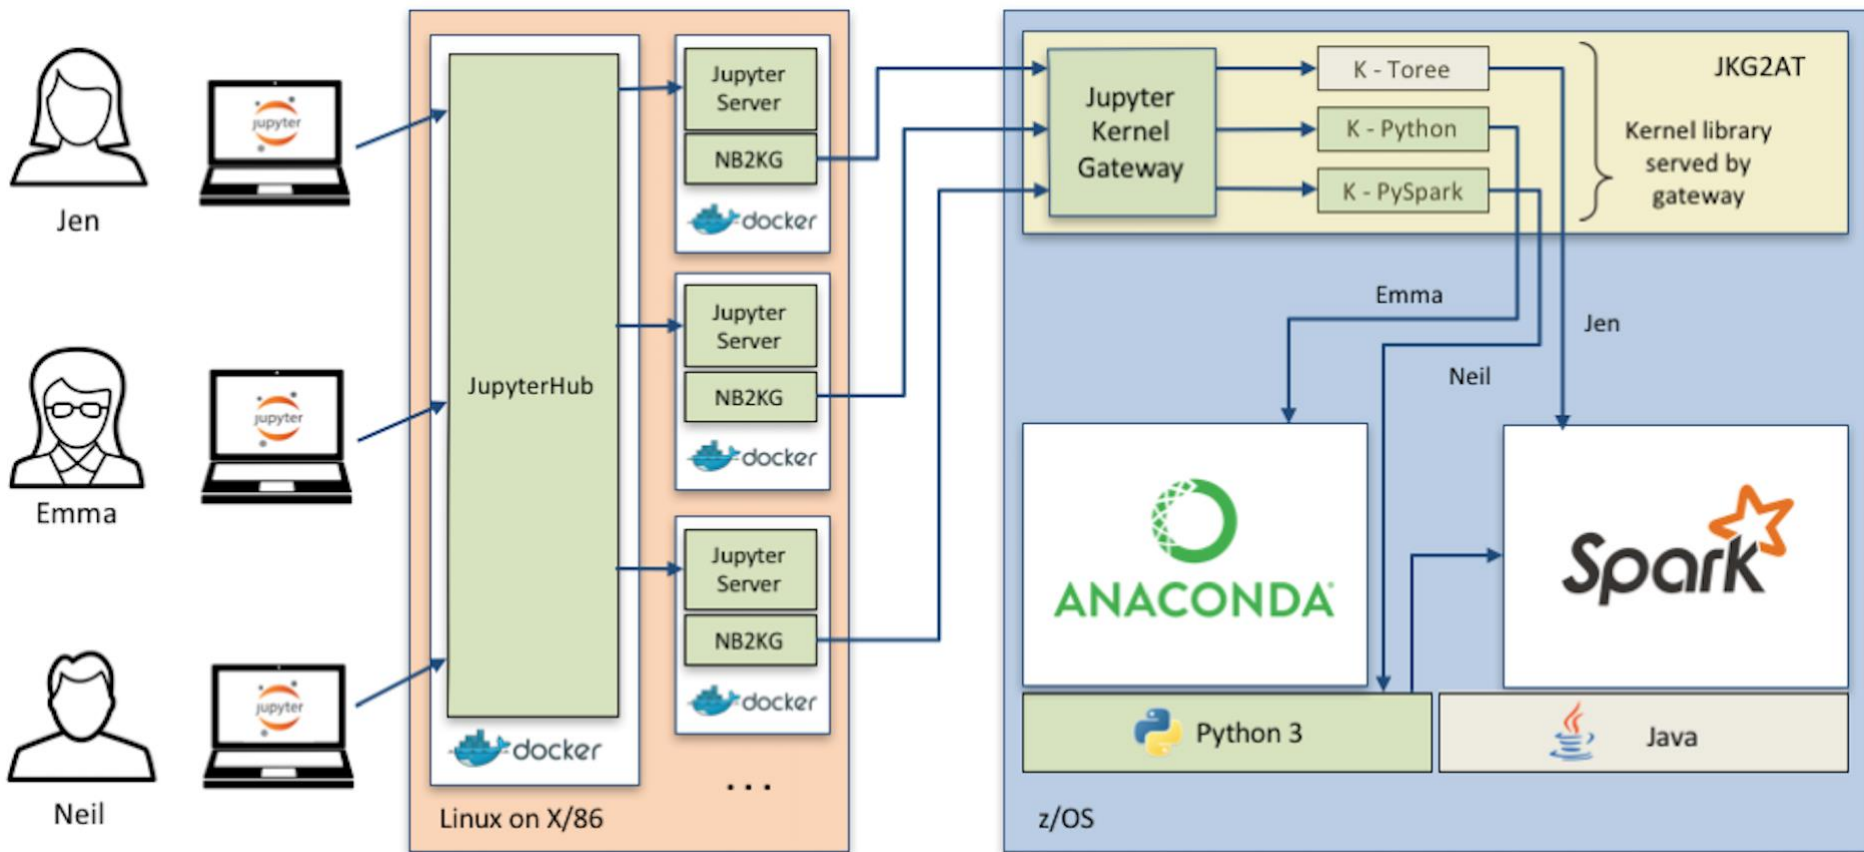 Jen
jupyter
Emma
jupyter
Neil
jupyter
JupyterHub
docker
Linux on X/86
Jupyter
Server
NB2KG
docker
Jupyter
Server
NB2KG
docker
Jupyter
Server
NB2KG
docker
...
Jupyter
Kernel
Gateway
K - Toree
K - Python
K - PySpark
JKG2AT
Kernel library
served by
gateway
Emma
Jen
Neil
ANACONDA
Spark
Python 3
Java
z/OS